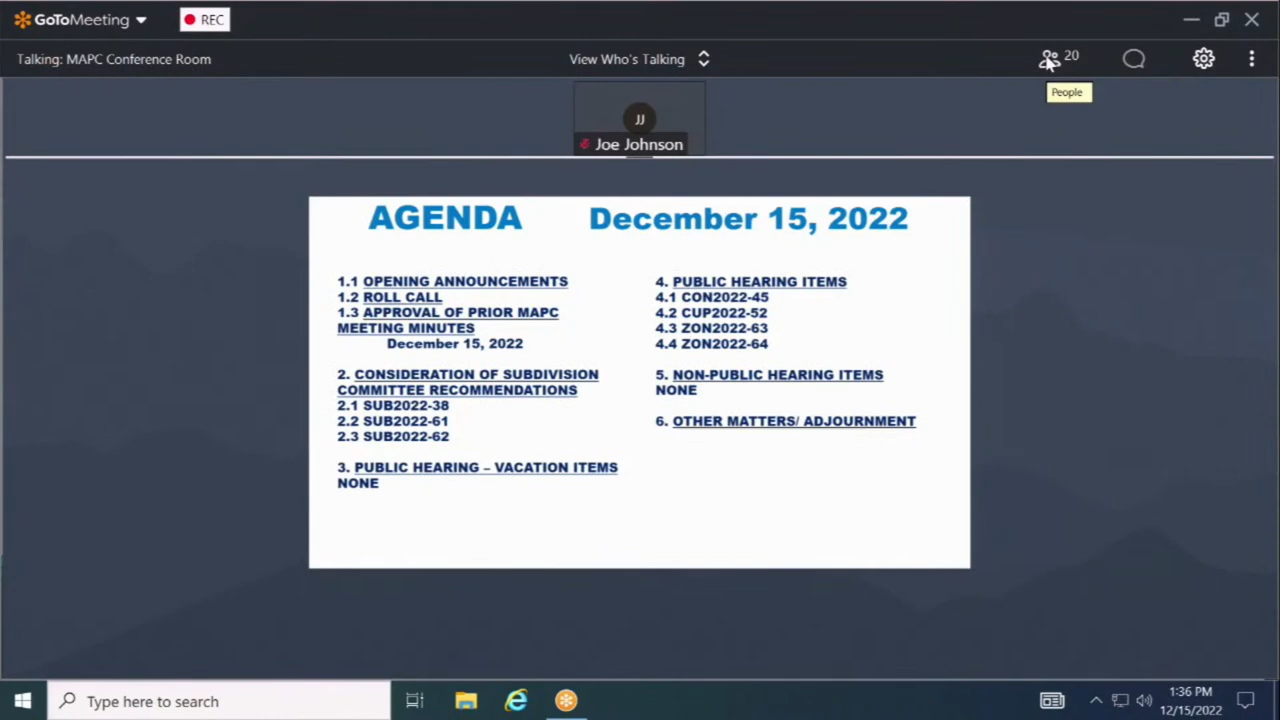 GoToMeeting
REC
Talking: MAPC Conference Room
View Who's Talking
20
People
JJ
Joe Johnson
AGENDA December 15, 2022
1.1 OPENING ANNOUNCEMENTS
1.2 ROLL CALL
1.3 APPROVAL OF PRIOR MAPC
MEETING MINUTES
December 15, 2022
2. CONSIDERATION OF SUBDIVISION
COMMITTEE RECOMMENDATIONS
2.1 SUB2022-38
2.2 SUB2022-61
2.3 SUB2022-62
3. PUBLIC HEARING – VACATION ITEMS
NONE
4. PUBLIC HEARING ITEMS
4.1 CON2022-45
4.2 CUP2022-52
4.3 ZON2022-63
4.4 ZON2022-64
5. NON-PUBLIC HEARING ITEMS
NONE
6. OTHER MATTERS/ ADJOURNMENT
Type here to search
1:36 PM
12/15/2022